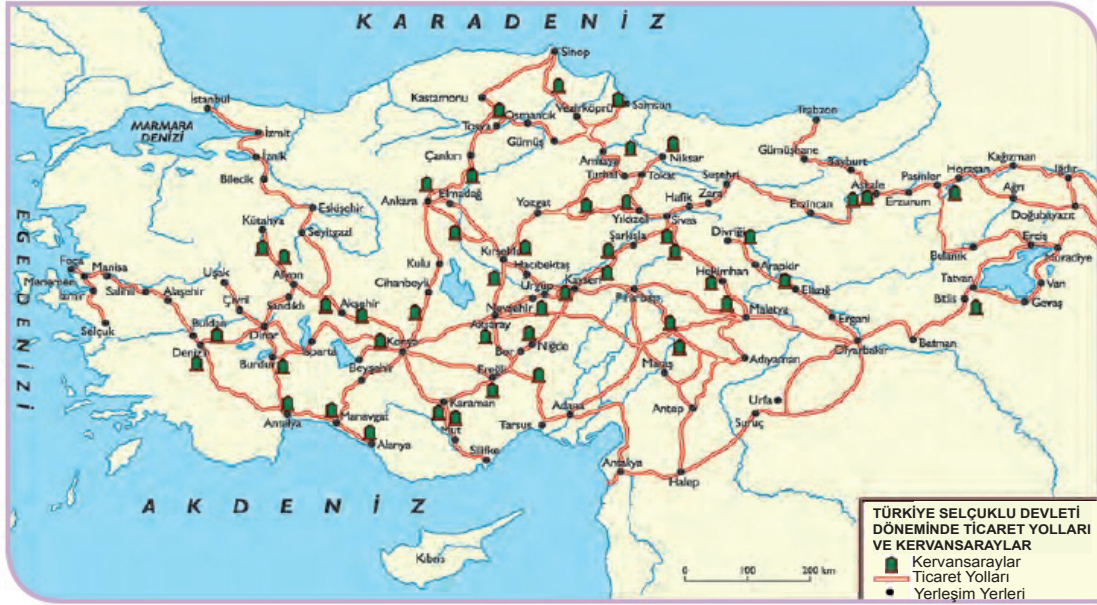 KARADENİZ
Sinop
Kastamonu
Vezirköprü
Samsun
İstanbul
Tosya
Osmancık
Trabzon
MARMARA
DENİZİ
İzmit
Gümüş
İznik
Çankırı
Amasya
Niksar
Gümüşhane
Bayburt
Kağızman
Horasan
Pasinler
Iğdır
Bilecik
Turhal
Tokat
Suşehri
Aşkale
Ağrı
Ankara
Elmadağ
Zara
Hafik
Erzincan
Erzurum
Doğubayazıt
Eskişehir
Yozgat
Yıldızeli
Sivas
Kütahya
Seyitgazi
Divriği
Erciş
Şarkışla
Bulanık
Muradiye
EGE DENİZİ
Kırşehir
Hacıbektaş
Arapkir
Tatvan
Foça
Manisa
Uşak
Afyon
Kulu
Hekimhan
Van
Menemen
İzmir
Salihli
Alaşehir
Cihanbeyli
Ürgüp
Kayseri
Elazığ
Bitlis
Gevaş
Çivril
Sandıklı
Akşehir
Nevşehir
Pınarbaşı
Selçuk
Buldan
Aksaray
Malatya
Ergani
Dinar
Denizli
Isparta
Konya
Bor
Niğde
Diyarbakır
Batman
Burdur
Beyşehir
Adıyaman
Ereğli
Maraş
Karaman
Urfa
Antalya
Manavgat
Adana
Antep
Suruç
Mut
Tarsus
Alanya
Silifke
Antakya
Halep
AKDENİZ
Kıbrıs
0 100 200 km
TÜRKİYE SELÇUKLU DEVLETİ
DÖNEMİNDE TİCARET YOLLARI
VE KERVANSARAYLAR
Kervansaraylar
Ticaret Yolları
Yerleşim Yerleri